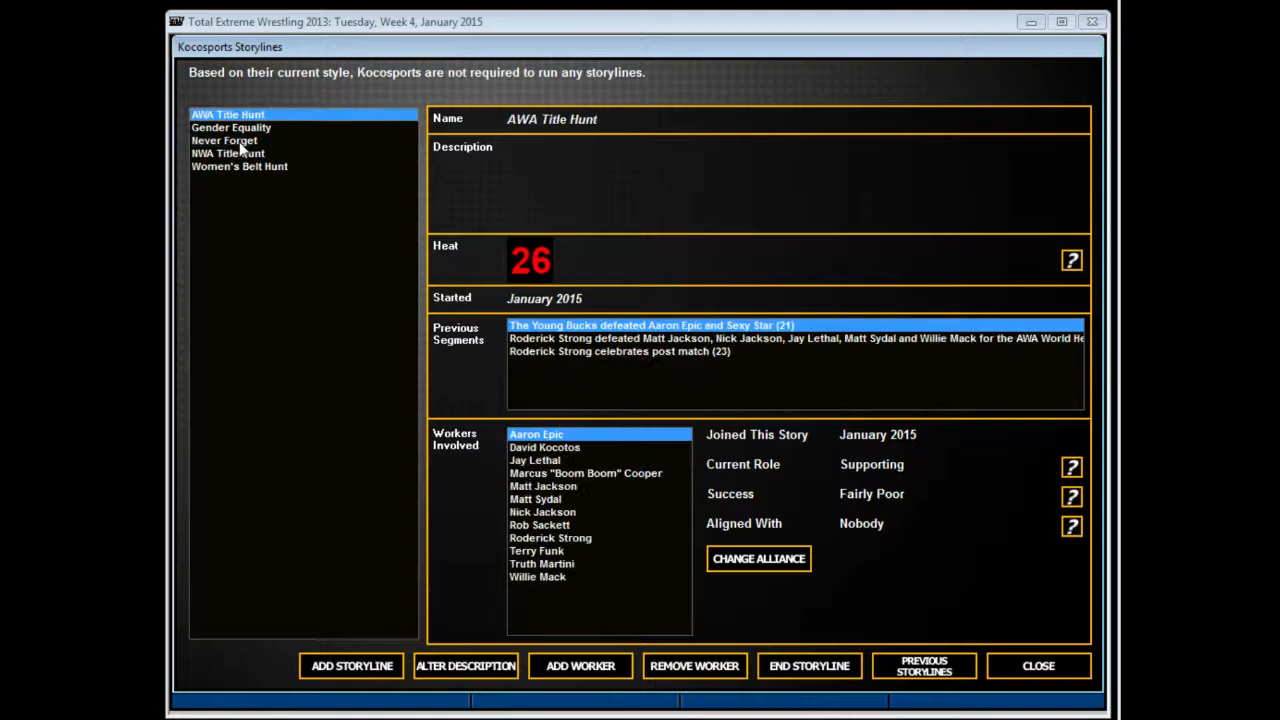 Total Extreme Wrestling 2013: Tuesday, Week 4, January 2015
Kocosports Storylines
Based on their current style, Kocosports are not required to run any storylines.
AWA Title Hunt
Gender Equality
Never Forget
NWA Title Hunt
Women's Belt Hunt
Name AWA Title Hunt
Description
Heat 26 ?
Started January 2015
Previous Segments
The Young Bucks defeated Aaron Epic and Sexy Star (21)
Roderick Strong defeated Matt Jackson, Nick Jackson, Jay Lethal, Matt Sydal and Willie Mack for the AWA World He
Roderick Strong celebrates post match (23)
Workers Involved
Aaron Epic
David Kocotos
Jay Lethal
Marcus "Boom Boom" Cooper
Matt Jackson
Matt Sydal
Nick Jackson
Rob Sackett
Roderick Strong
Terry Funk
Truth Martini
Willie Mack
Joined This Story January 2015
Current Role Supporting ?
Success Fairly Poor ?
Aligned With Nobody ?
CHANGE ALLIANCE
ADD STORYLINE
ALTER DESCRIPTION
ADD WORKER
REMOVE WORKER
END STORYLINE
PREVIOUS STORYLINES
CLOSE